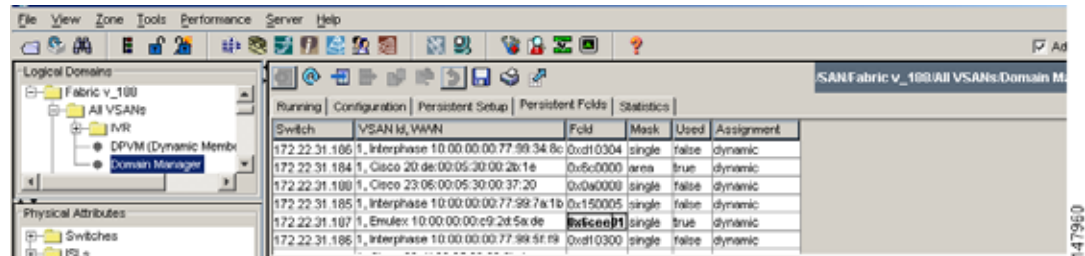 File View Zone Tools Performance Server Help
Logical Domains
/SAN/Fabric v_188/All VSANs/Domain Ma
Fabric v_188
All VSANs
IVR
DPVM (Dynamic Membe
Domain Manager
Running Configuration Persistent Setup Persistent FcIds Statistics
Switch VSAN Id, WWN FcId Mask Used Assignment
172.22.31.186 1, Interphase 10:00:00:00:77:99:34:8c 0xd10304 single false dynamic
172.22.31.184 1, Cisco 20:de:00:05:30:00:2b:1e 0x6c0000 area true dynamic
172.22.31.188 1, Cisco 23:06:00:05:30:00:37:20 0x0a0000 single false dynamic
172.22.31.185 1, Interphase 10:00:00:00:77:99:7a:1b 0x150005 single false dynamic
172.22.31.187 1, Emulex 10:00:00:00:c9:2d:5a:de single true dynamic
172.22.31.186 1, Interphase 10:00:00:00:77:99:5f:f9 0xd10300 single false dynamic
Physical Attributes
Switches
ISLs
Ad
147960